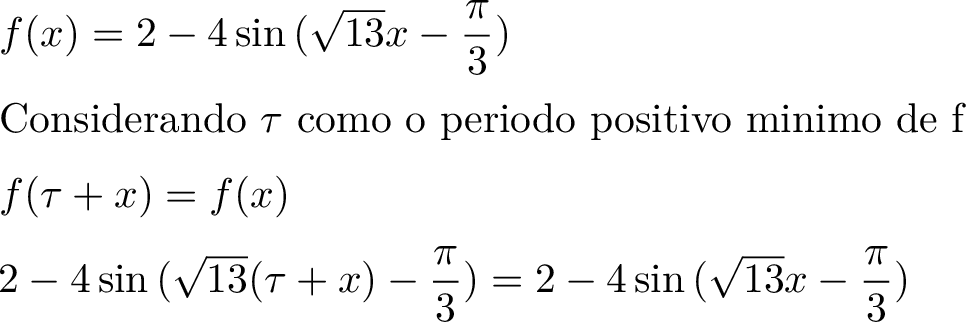 f(x) = 2 − 4 sin (√13x − π/3)
Considerando τ como o periodo positivo minimo de f
f(τ + x) = f(x)
2 − 4 sin (√13(τ + x) − π/3) = 2 − 4 sin (√13x − π/3)